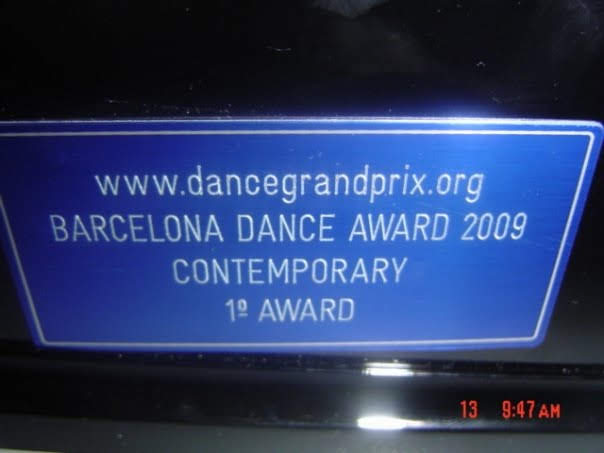 www.dancegrandprix.org
BARCELONA DANCE AWARD 2009
CONTEMPORARY
1º AWARD
13 9:47AM